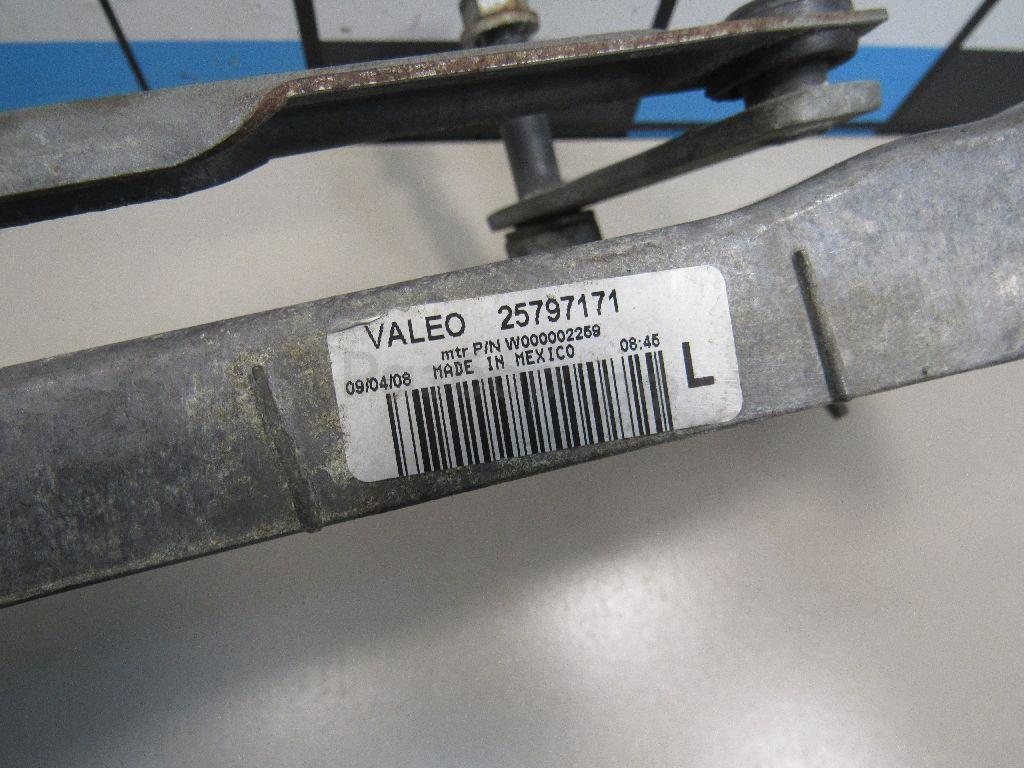 VALEO 25797171
mtr P/N W000002259
09/04/08 MADE IN MEXICO 08:45
L